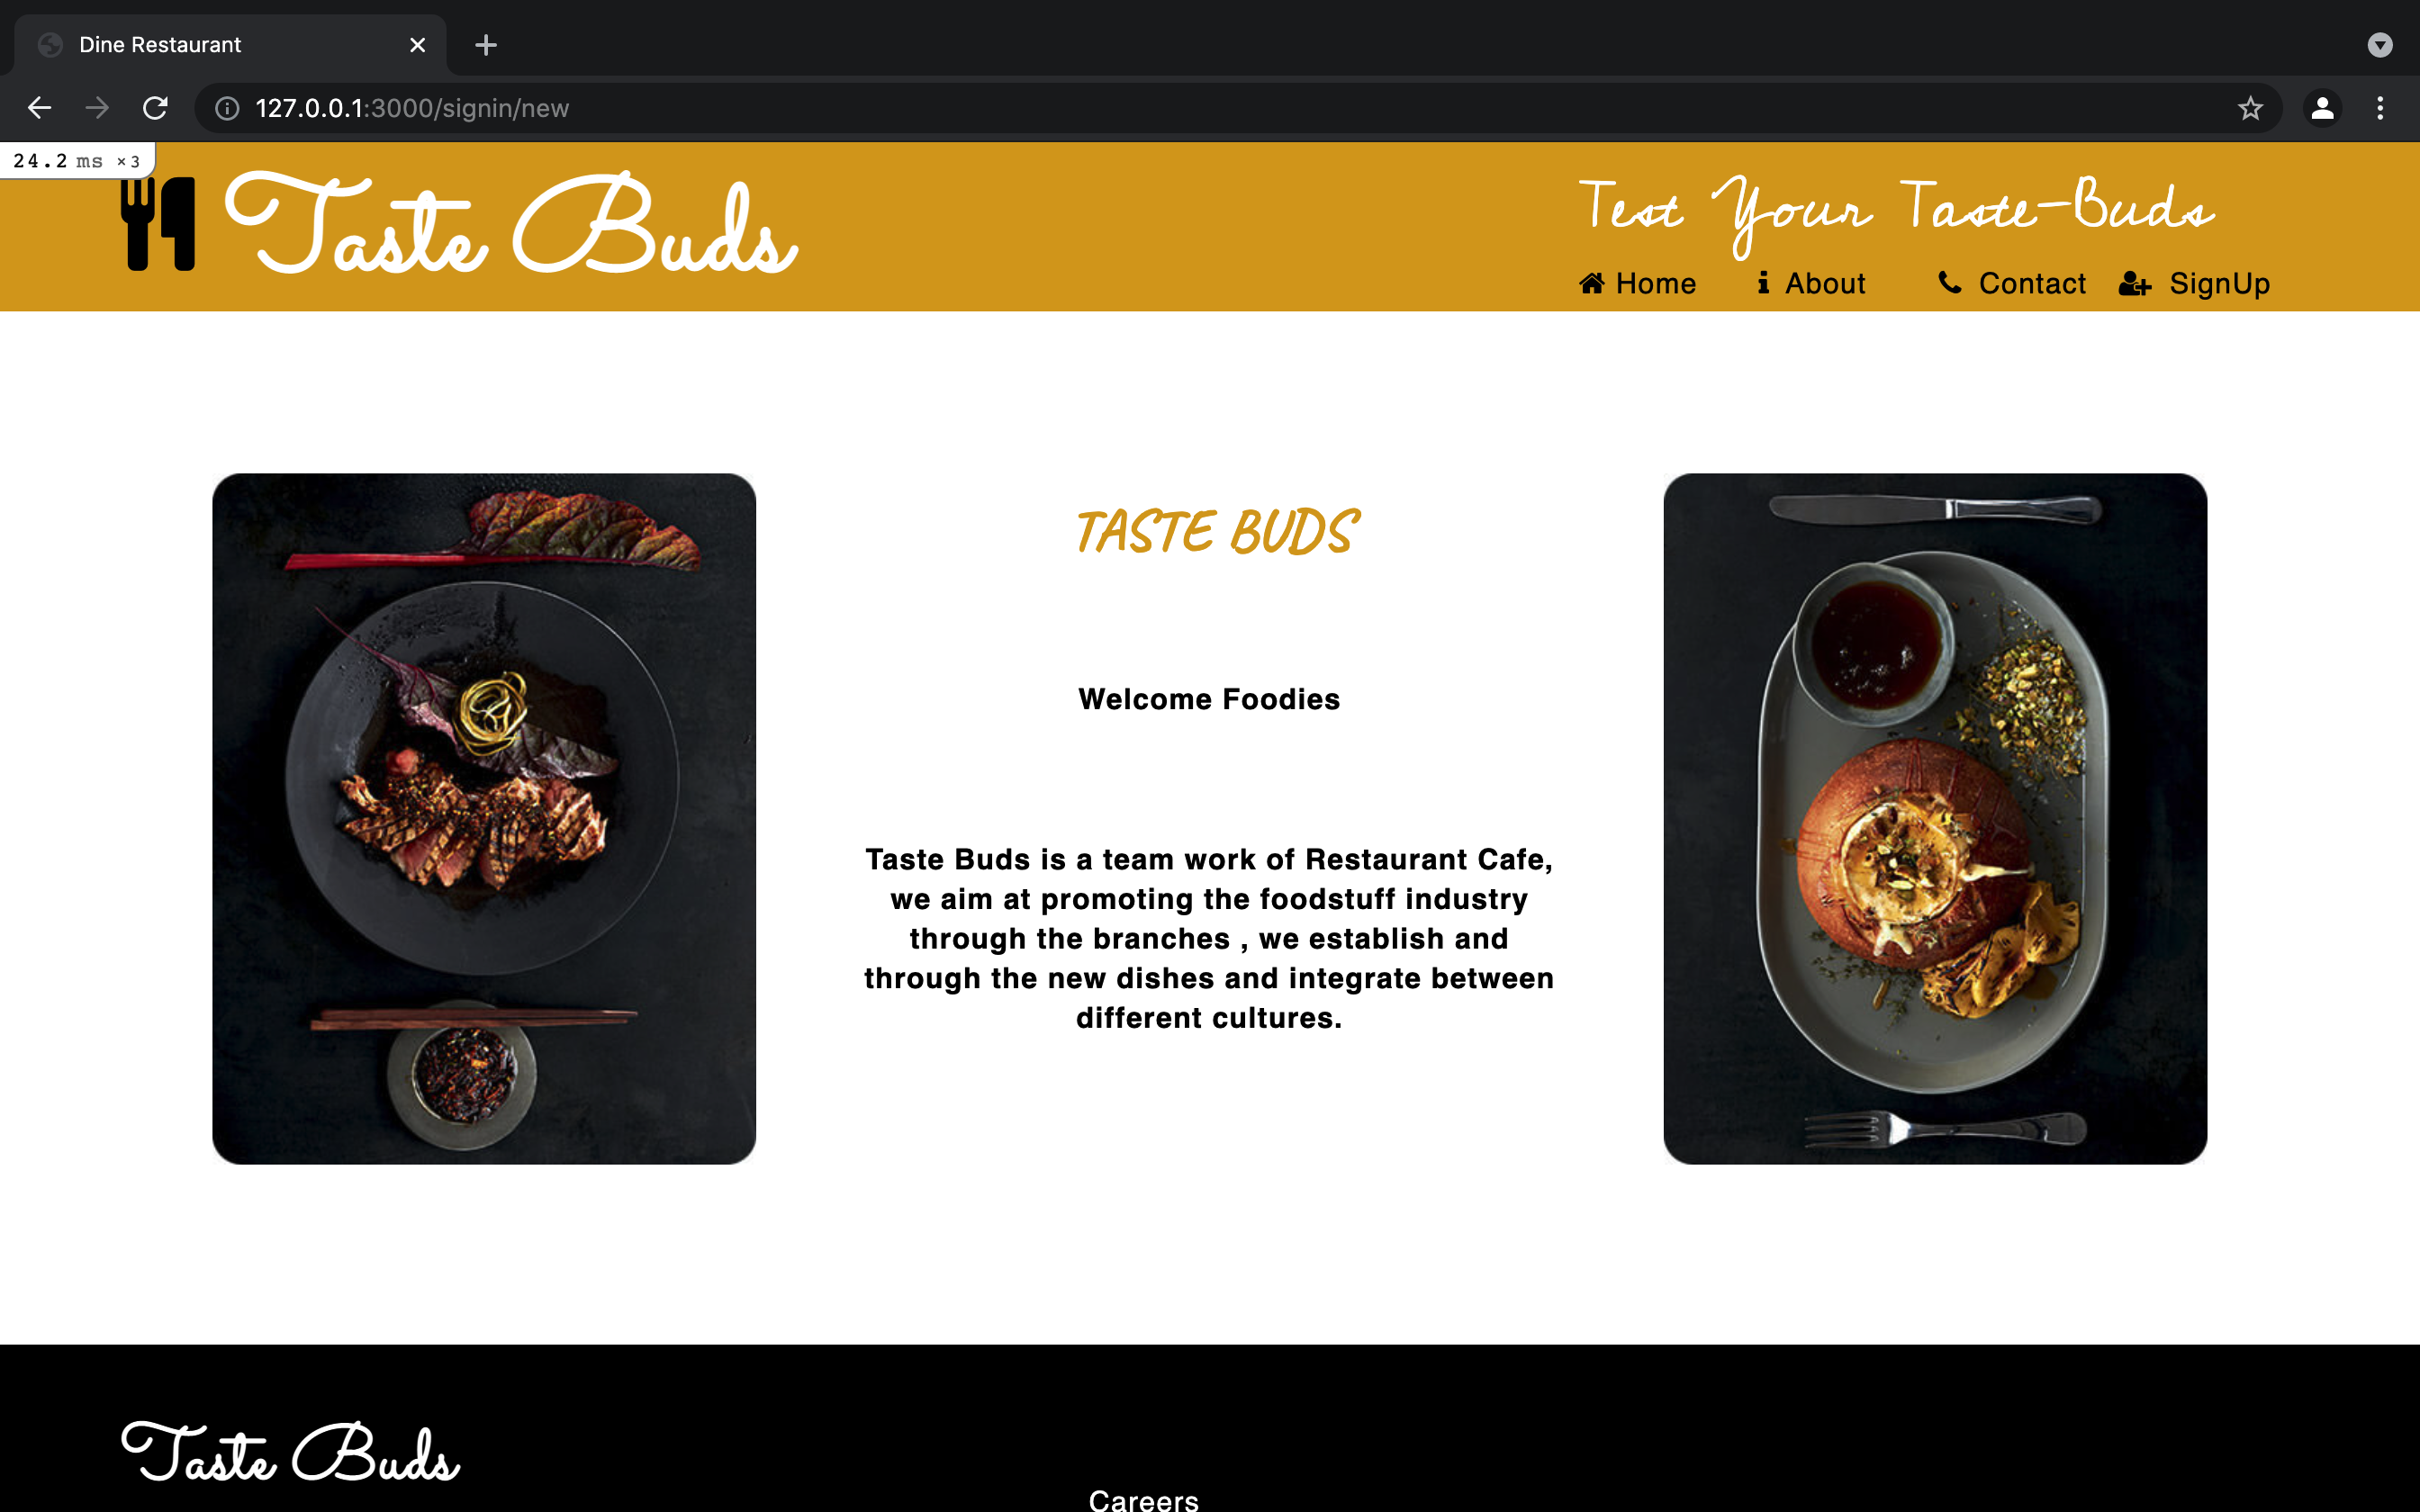 Dine Restaurant
127.0.0.1:3000/signin/new
24.2 ms ×3
Taste Buds
Test Your Taste-Buds
Home About Contact SignUp
TASTE BUDS
Welcome Foodies
Taste Buds is a team work of Restaurant Cafe,
we aim at promoting the foodstuff industry
through the branches , we establish and
through the new dishes and integrate between
different cultures.
Taste Buds
Careers